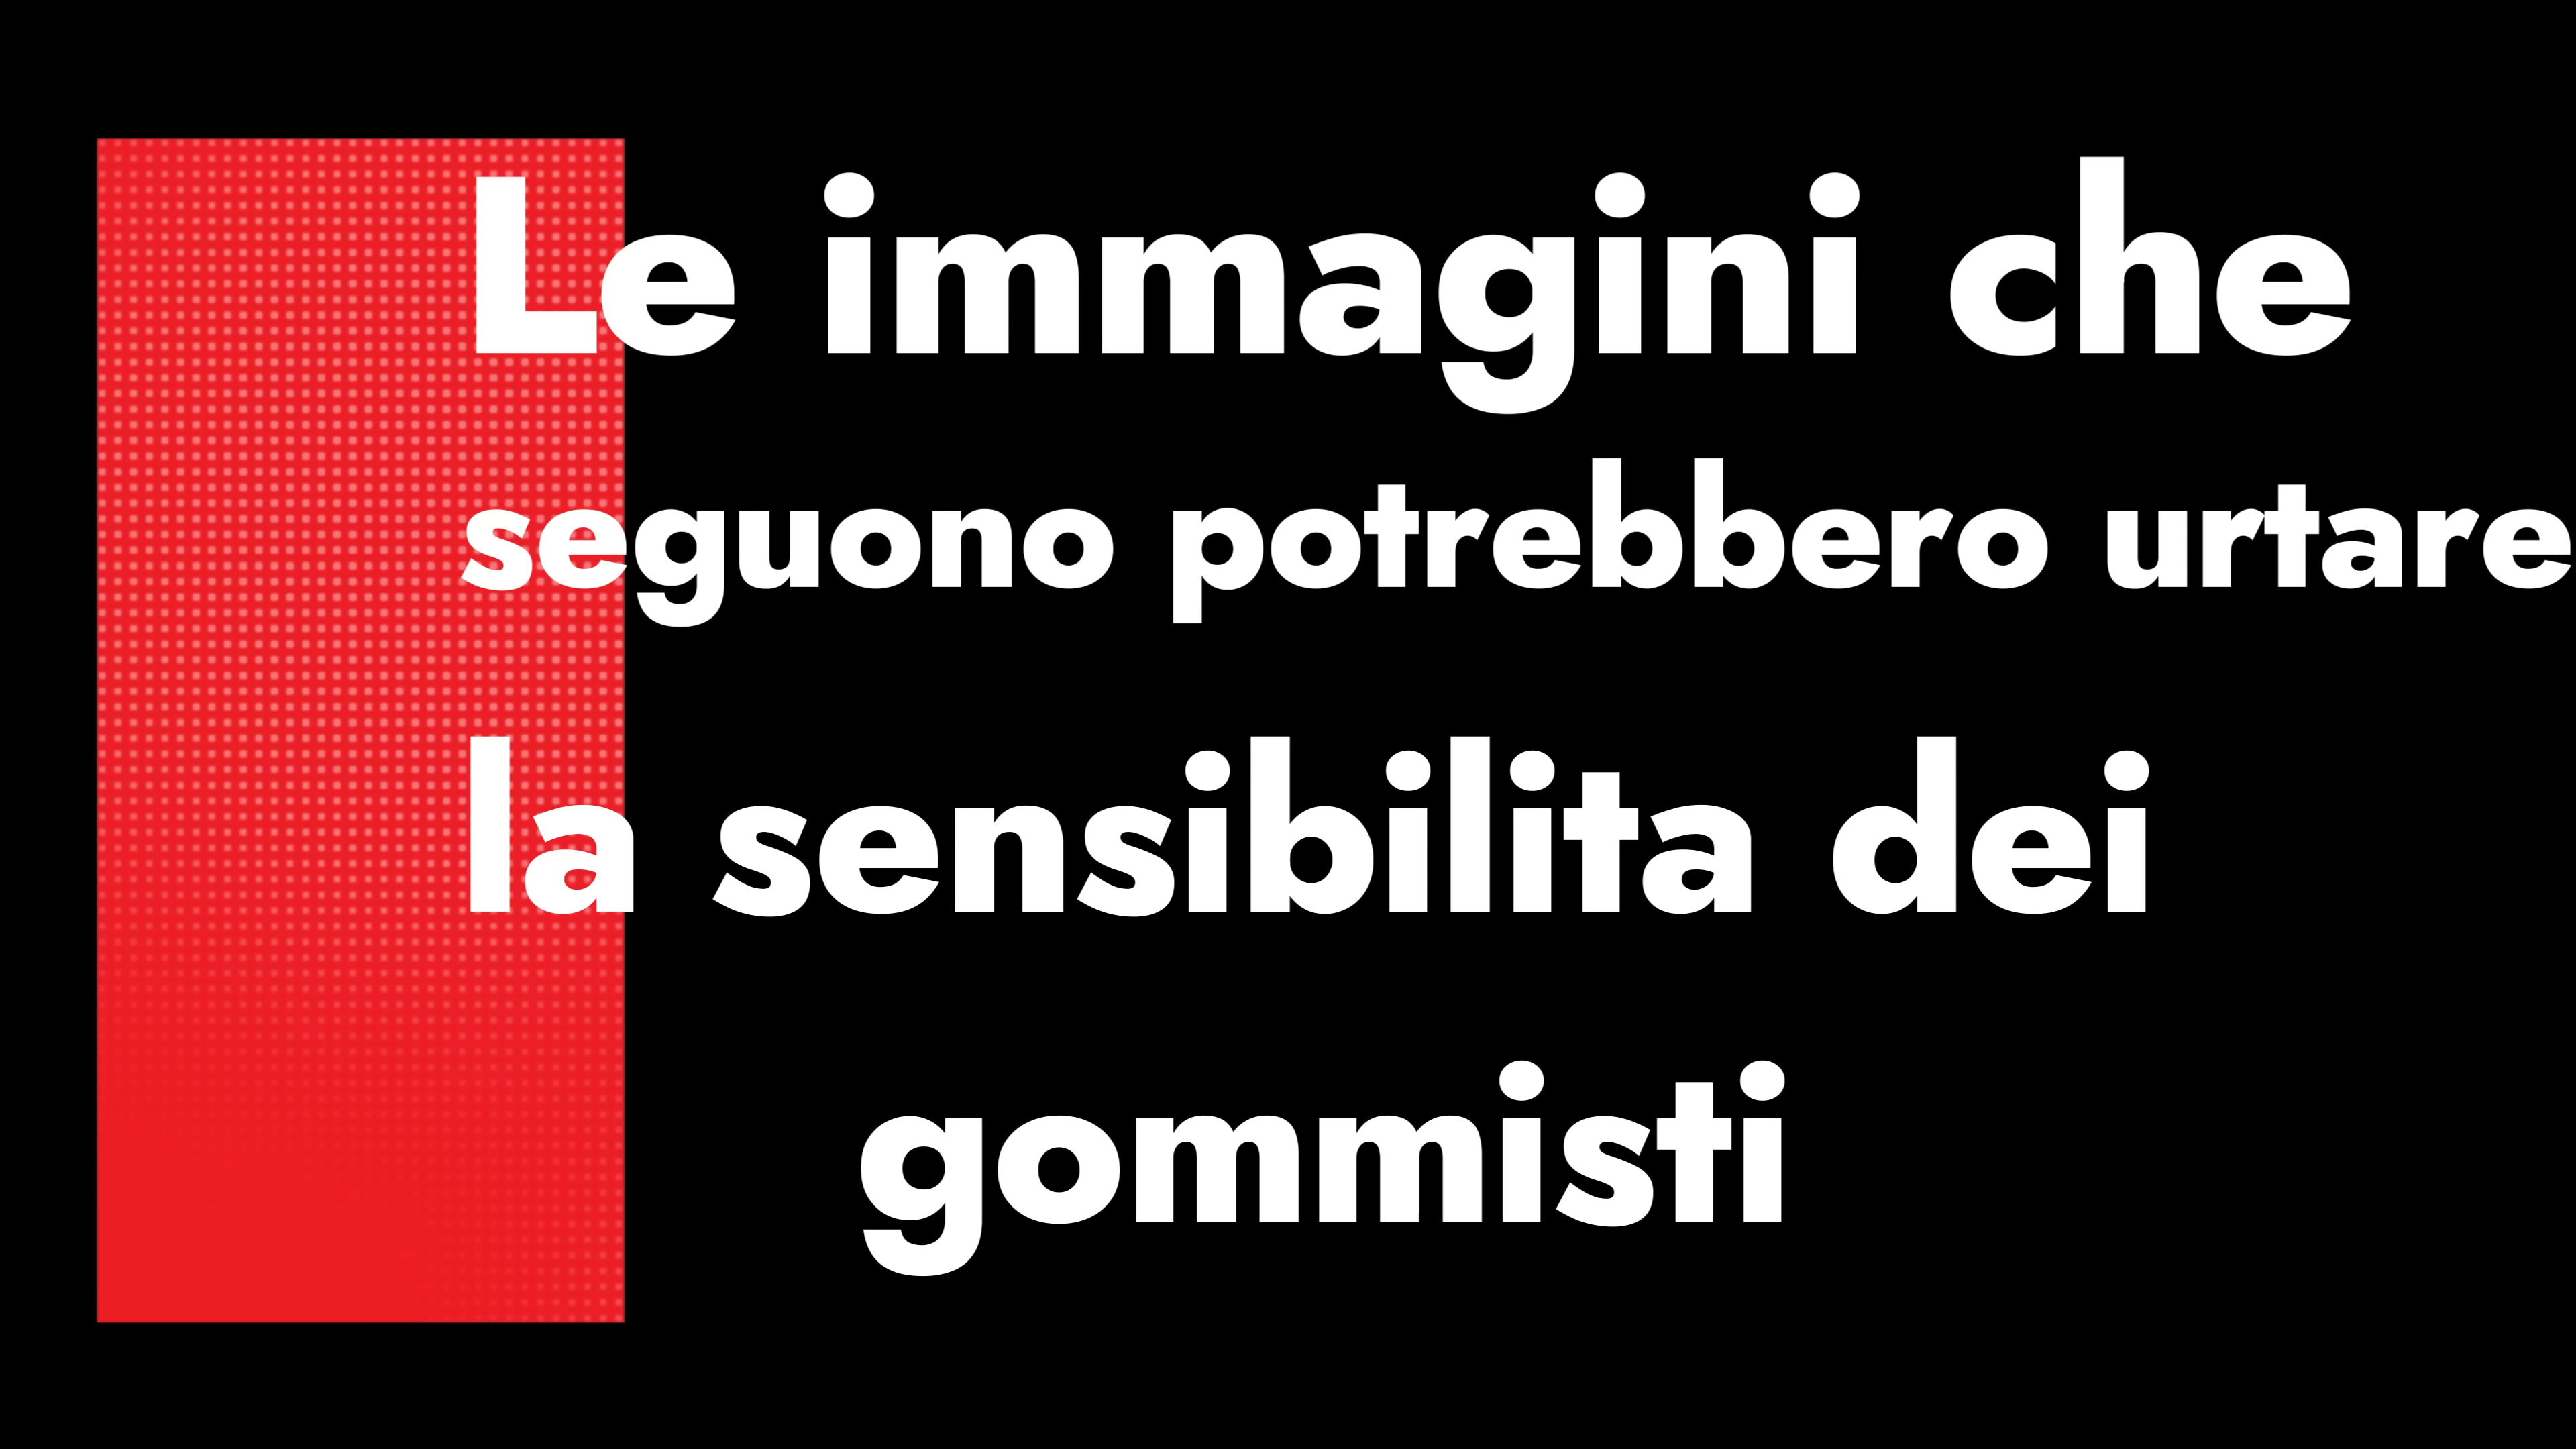 Le immagini che
seguono potrebbero urtare
la sensibilita dei
gommisti